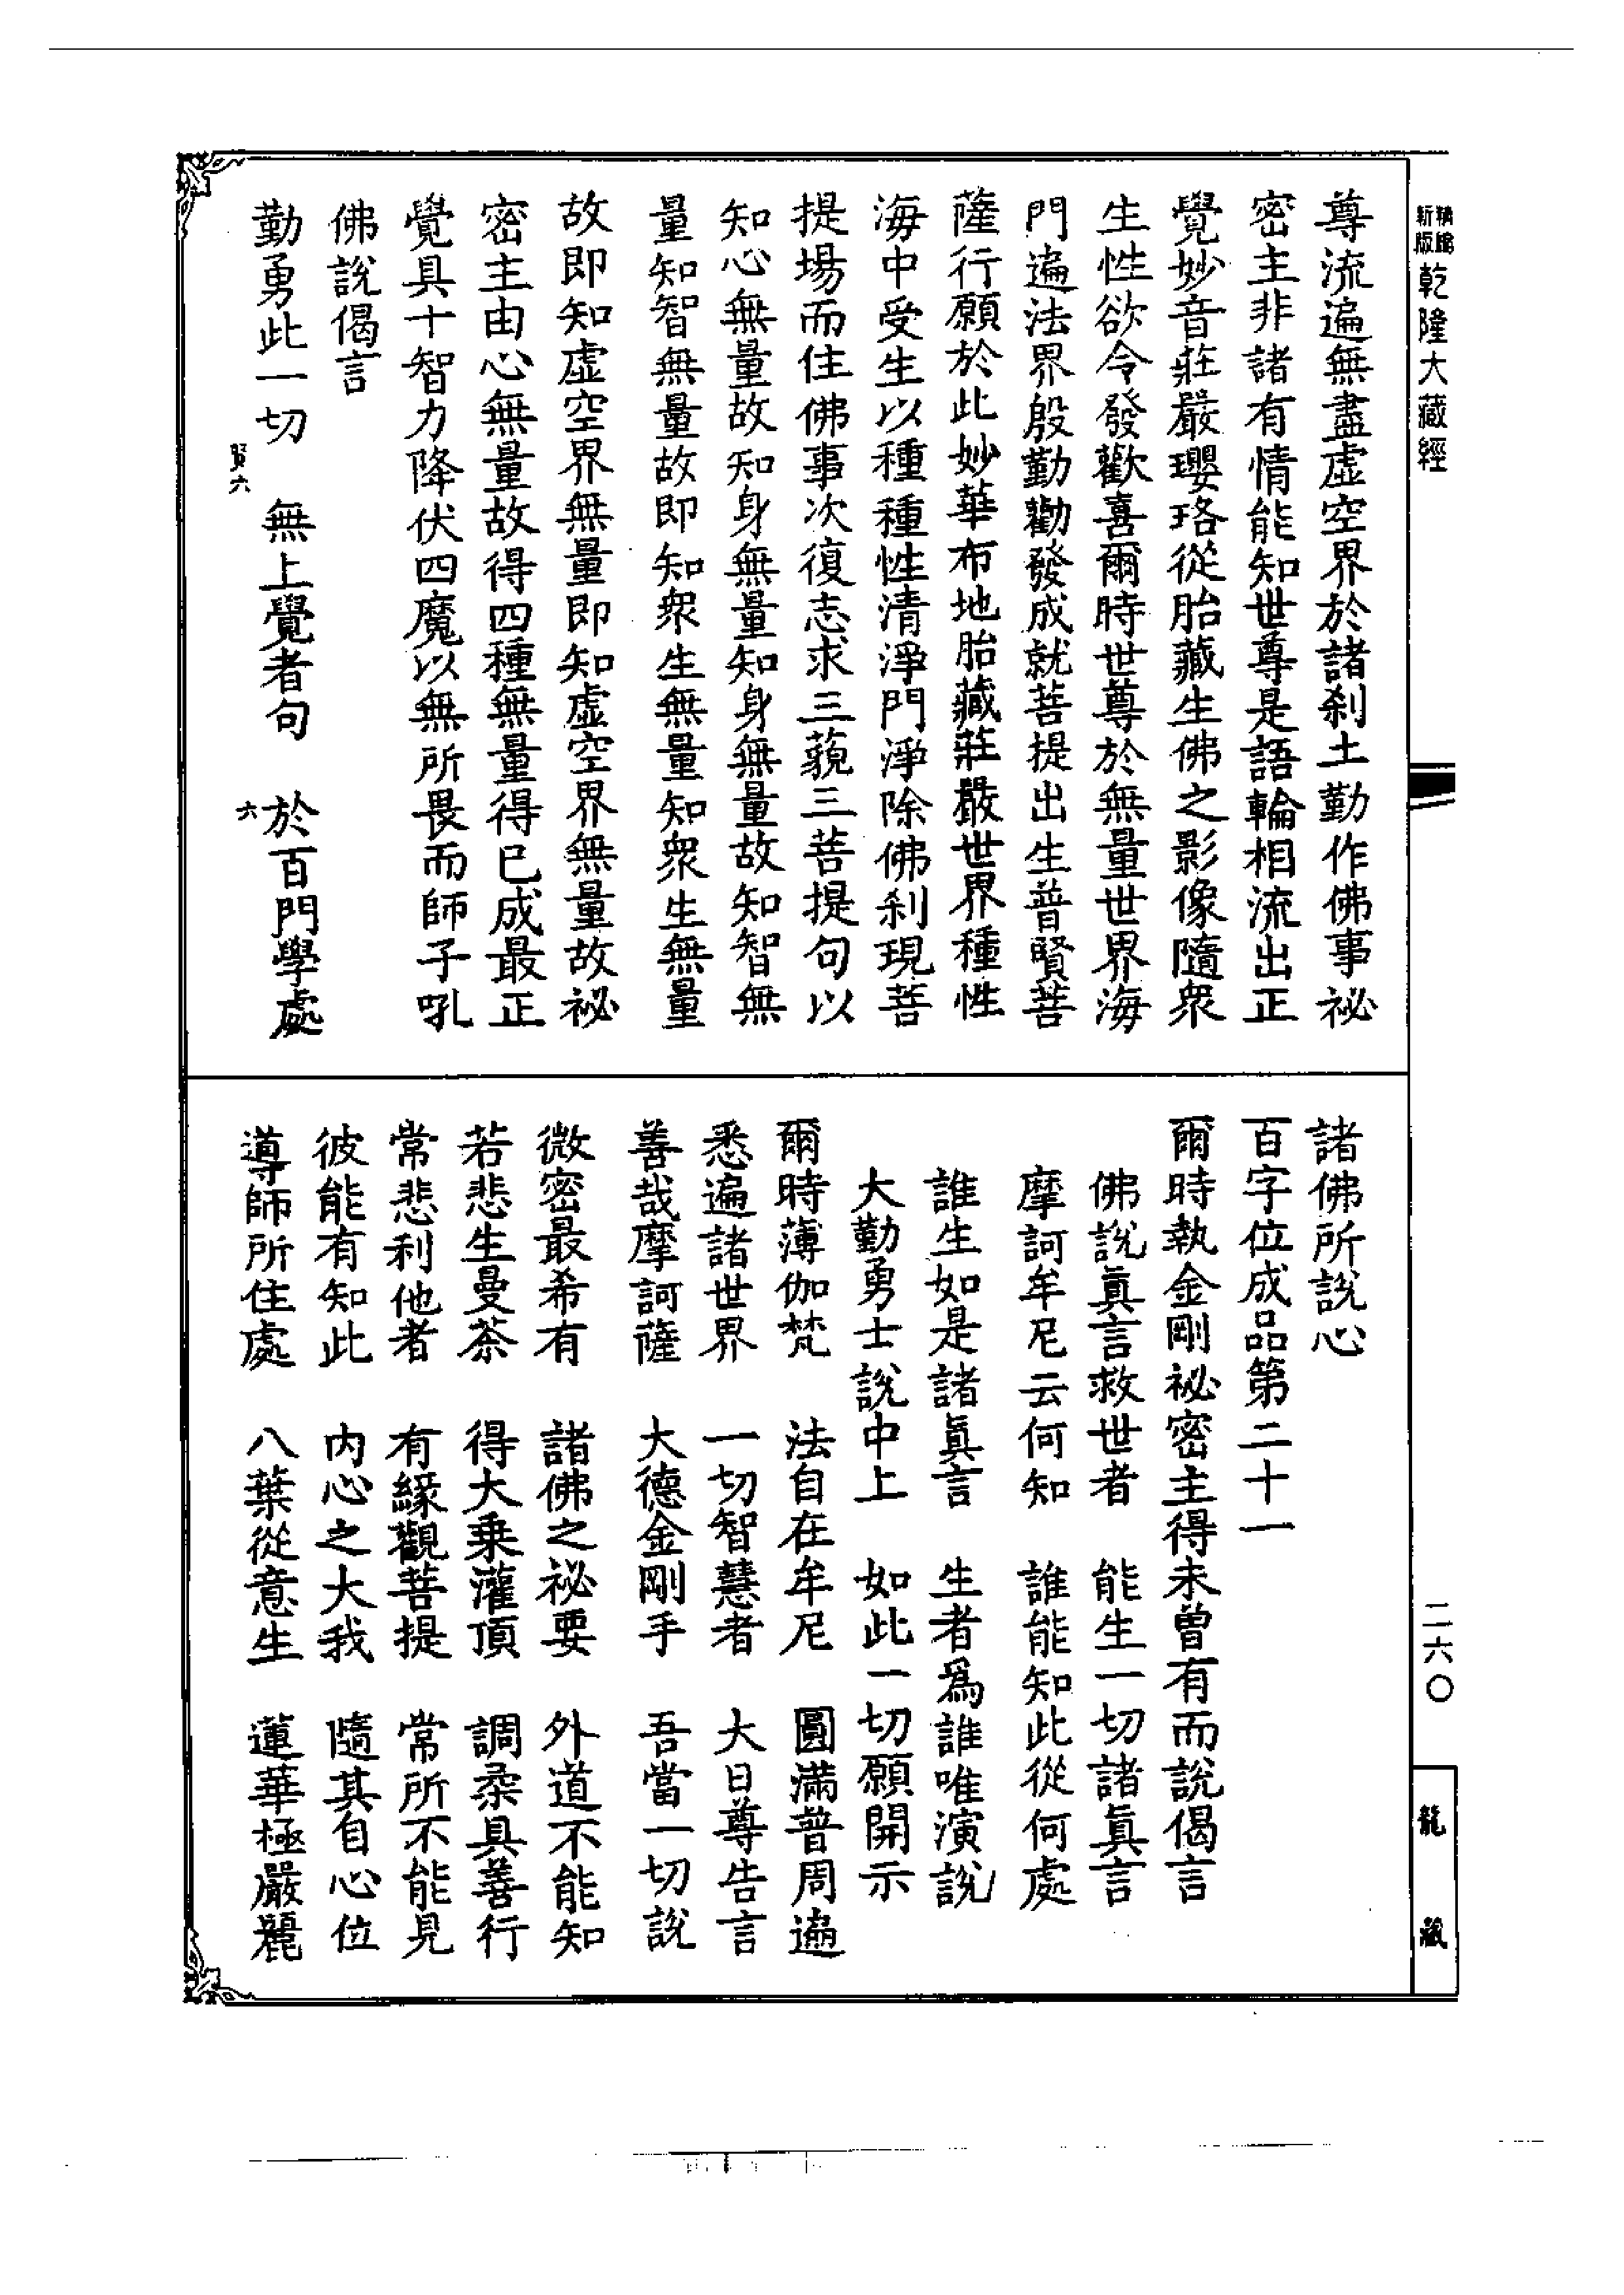 新版精縮乾隆大藏經
二六〇
龍藏
尊流遍無盡虛空界於諸剎土勤作佛事祕
密主非諸有情能知世尊是語輪相流出正
覺妙音莊嚴瓔珞從胎藏生佛之影像隨衆
生性欲令發歡喜爾時世尊於無量世界海
門遍法界殷勤勸發成就菩提出生普賢菩
薩行願於此妙華布地胎藏莊嚴世界種性
海中受生以種種性清淨門淨除佛剎現菩
提場而住佛事次復志求三藐三菩提句以
知心無量故知身無量知身無量故知智無
量知智無量故即知衆生無量知衆生無量
故即知虛空界無量即知虛空界無量故祕
密主由心無量故得四種無量得已成最正
覺具十智力降伏四魔以無所畏而師子吼
佛說偈言
勤勇此一切　無上覺者句　於百門學處
賢六　六
諸佛所說心
百字位成品第二十一
爾時執金剛祕密主得未曾有而說偈言
佛說眞言救世者　能生一切諸眞言
摩訶牟尼云何知　誰能知此從何處
誰生如是諸眞言　生者爲誰唯演說
大勤勇士說中上　如此一切願開示
爾時薄伽梵　法自在牟尼　圓滿普周遍
悉遍諸世界　一切智慧者　大日尊告言
善哉摩訶薩　大德金剛手　吾當一切說
微密最希有　諸佛之祕要　外道不能知
若悲生曼荼　得大乗灌頂　調柔具善行
常悲利他者　有緣觀菩提　常所不能見
彼能有知此　內心之大我　隨其自心位
導師所住處　八葉從意生　蓮華極嚴麗